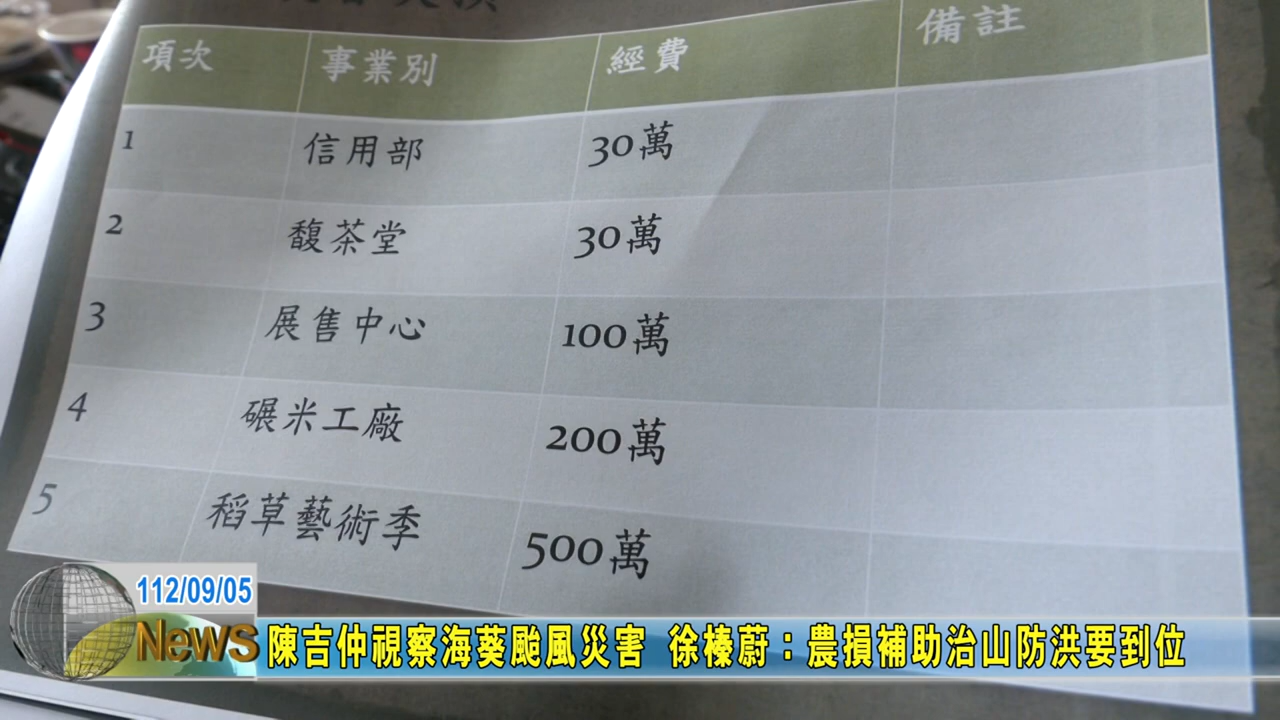 項次 事業別 經費 備註
1 信用部 30萬
2 馥茶堂 30萬
3 展售中心 100萬
4 碾米工廠 200萬
5 稻草藝術季 500萬
112/09/05
NewS
陳吉仲視察海葵颱風災害 徐榛蔚：農損補助治山防洪要到位